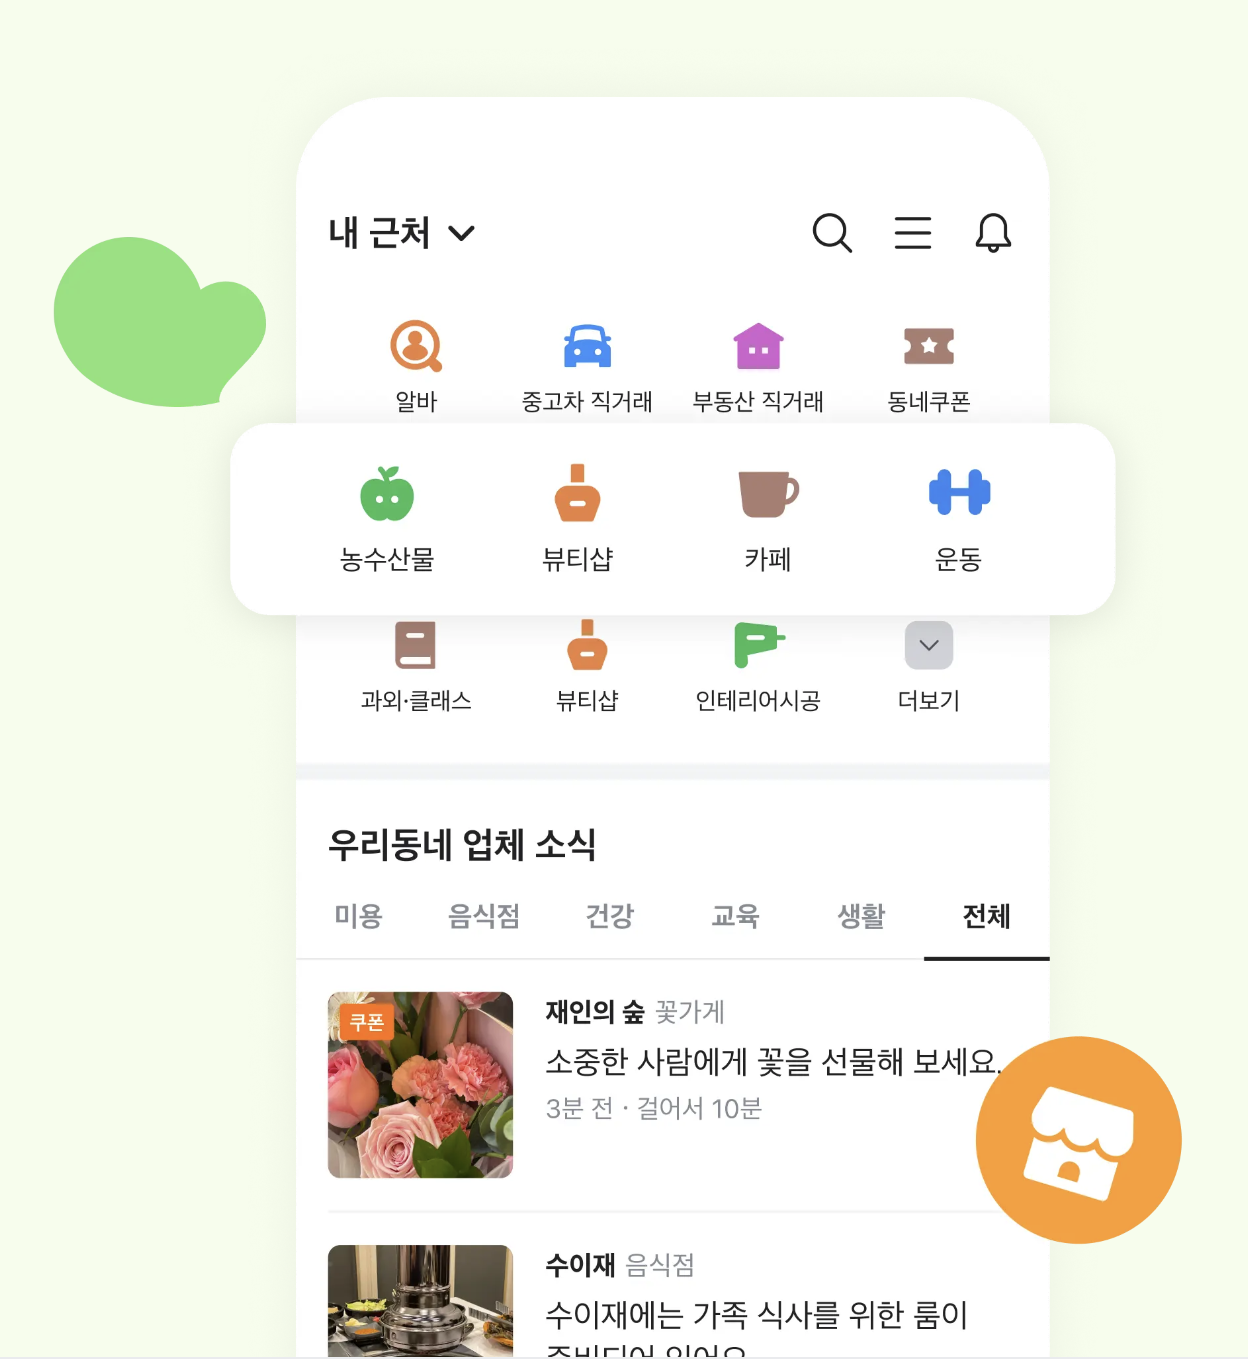 내 근처
알바 중고차 직거래 부동산 직거래 동네쿠폰
농수산물 뷰티샵 카페 운동
과외·클래스 뷰티샵 인테리어시공 더보기
우리동네 업체 소식
미용 음식점 건강 교육 생활 전체
쿠폰
재인의 숲 꽃가게
소중한 사람에게 꽃을 선물해 보세요.
3분 전 · 걸어서 10분
수이재 음식점
수이재에는 가족 식사를 위한 룸이